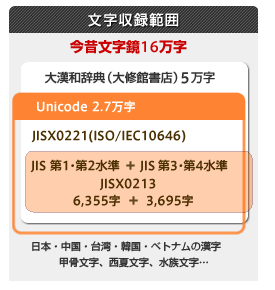 文字収録範囲
今昔文字鏡16万字
大漢和辞典(大修館書店)5万字
Unicode 2.7万字
JISX0221(ISO/IEC10646)
JIS 第1・第2水準 + JIS 第3・第4水準
JISX0213
6,355字 + 3,695字
日本・中国・台湾・韓国・ベトナムの漢字
甲骨文字、西夏文字、水族文字…